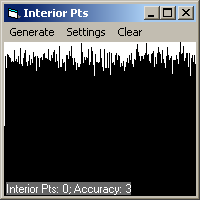 Interior Pts
Generate Settings Clear
Interior Pts: 0; Accuracy: 3